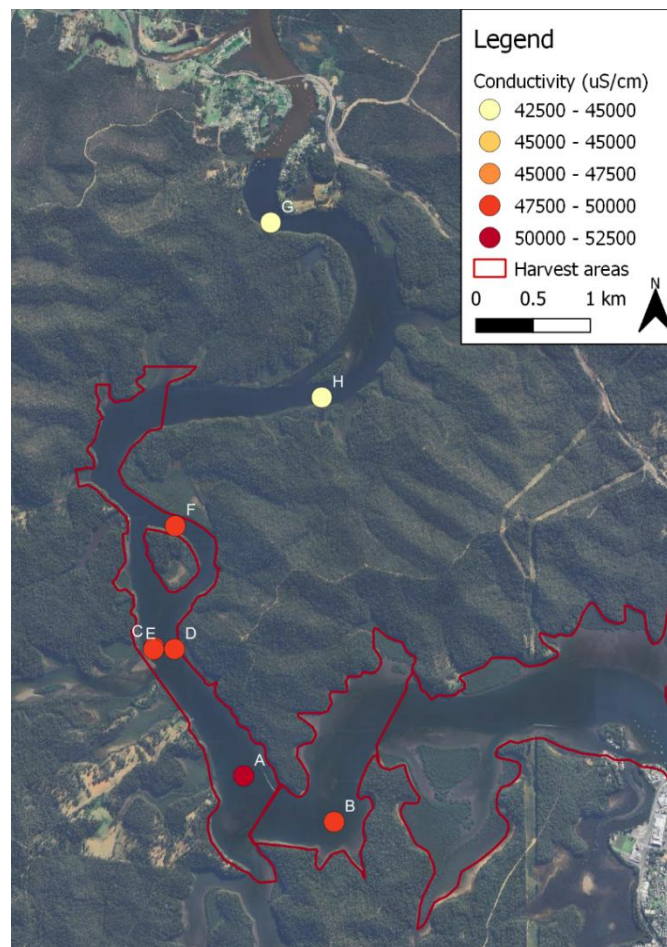 Legend
Conductivity (uS/cm)
42500 - 45000
45000 - 45000
45000 - 47500
47500 - 50000
50000 - 52500
Harvest areas
0 0.5 1 km
N
G
H
F
C E D
A
B